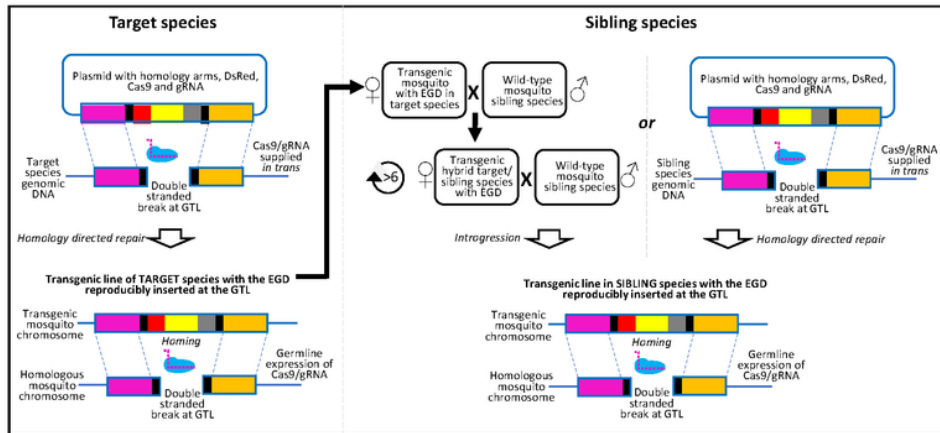 Target species
Plasmid with homology arms, DsRed,
Cas9 and gRNA
Target
species
genomic
DNA
Double
stranded
break at GTL
Cas9/gRNA
supplied
in trans
Homology directed repair
Transgenic line of TARGET species with the EGD
reproducibly inserted at the GTL
Transgenic
mosquito
chromosome
Homing
Homologous
mosquito
chromosome
Double
stranded
break at GTL
Germline
expression of
Cas9/gRNA
Sibling species
♀
Transgenic
mosquito
with EGD in
target species
X
Wild-type
mosquito
sibling species
♂
>6
♀
Transgenic
hybrid target/
sibling species
with EGD
X
Wild-type
mosquito
sibling species
♂
Introgression
or
Plasmid with homology arms, DsRed,
Cas9 and gRNA
Sibling
species
genomic
DNA
Double
stranded
break at GTL
Cas9/gRNA
supplied
in trans
Homology directed repair
Transgenic line in SIBLING species with the EGD
reproducibly inserted at the GTL
Transgenic
mosquito
chromosome
Homing
Homologous
mosquito
chromosome
Double
stranded
break at GTL
Germline
expression of
Cas9/gRNA